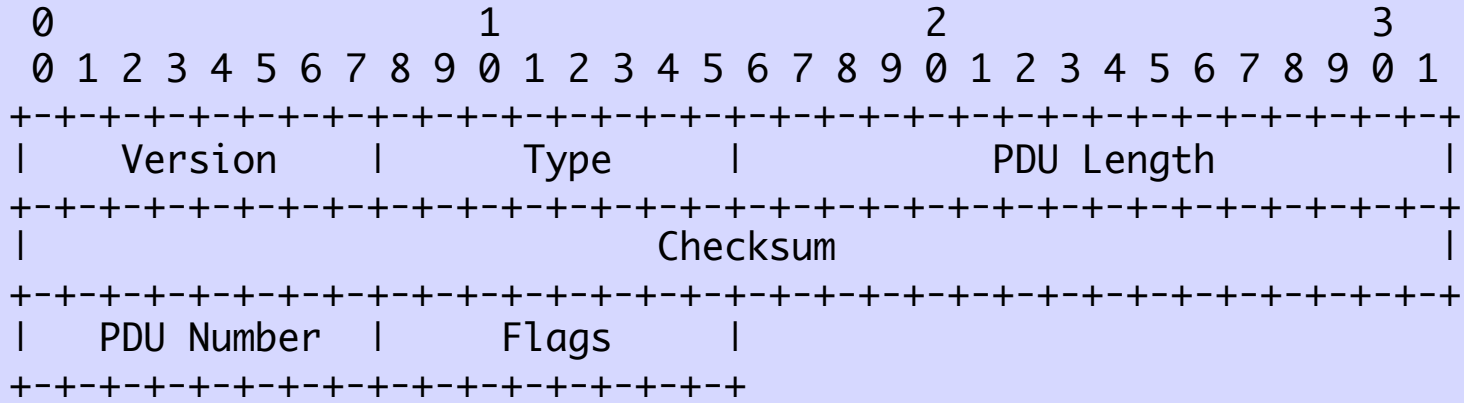 0                   1                   2                   3
 0 1 2 3 4 5 6 7 8 9 0 1 2 3 4 5 6 7 8 9 0 1 2 3 4 5 6 7 8 9 0 1
+-+-+-+-+-+-+-+-+-+-+-+-+-+-+-+-+-+-+-+-+-+-+-+-+-+-+-+-+-+-+-+-+
|    Version    |      Type     |           PDU Length          |
+-+-+-+-+-+-+-+-+-+-+-+-+-+-+-+-+-+-+-+-+-+-+-+-+-+-+-+-+-+-+-+-+
|                            Checksum                           |
+-+-+-+-+-+-+-+-+-+-+-+-+-+-+-+-+-+-+-+-+-+-+-+-+-+-+-+-+-+-+-+-+
|   PDU Number  |     Flags     |
+-+-+-+-+-+-+-+-+-+-+-+-+-+-+-+-+